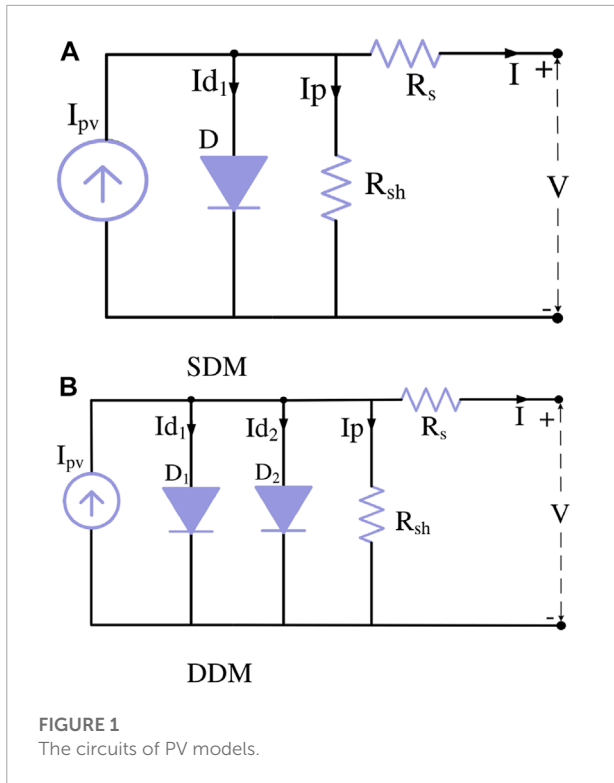 A
Id1
Ip
Rs
I
+
Ipv
D
Rsh
V
-
SDM
B
Id1
Id2
Ip
Rs
I
+
Ipv
D1
D2
Rsh
V
-
DDM
FIGURE 1
The circuits of PV models.